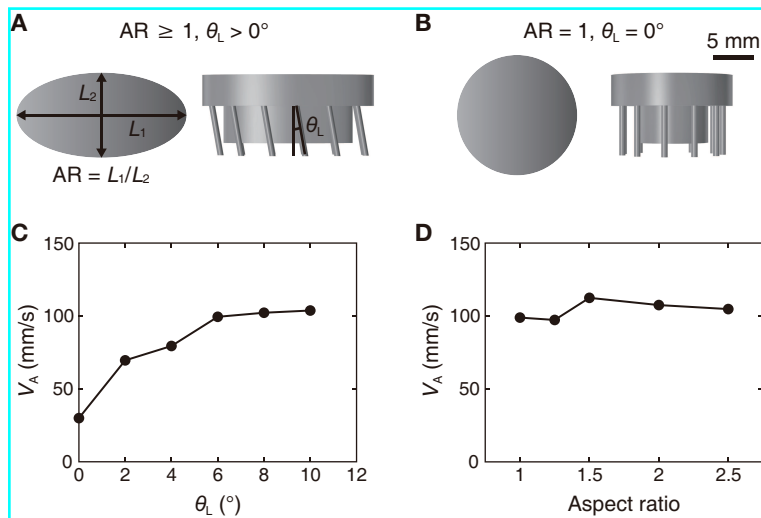 A
AR ≥ 1, θL > 0°
L2
L1
AR = L1/L2
θL
B
AR = 1, θL = 0°
5 mm
C
150
100
50
0
VA (mm/s)
0 2 4 6 8 10 12
θL (°)
D
150
100
50
0
VA (mm/s)
1 1.5 2 2.5
Aspect ratio